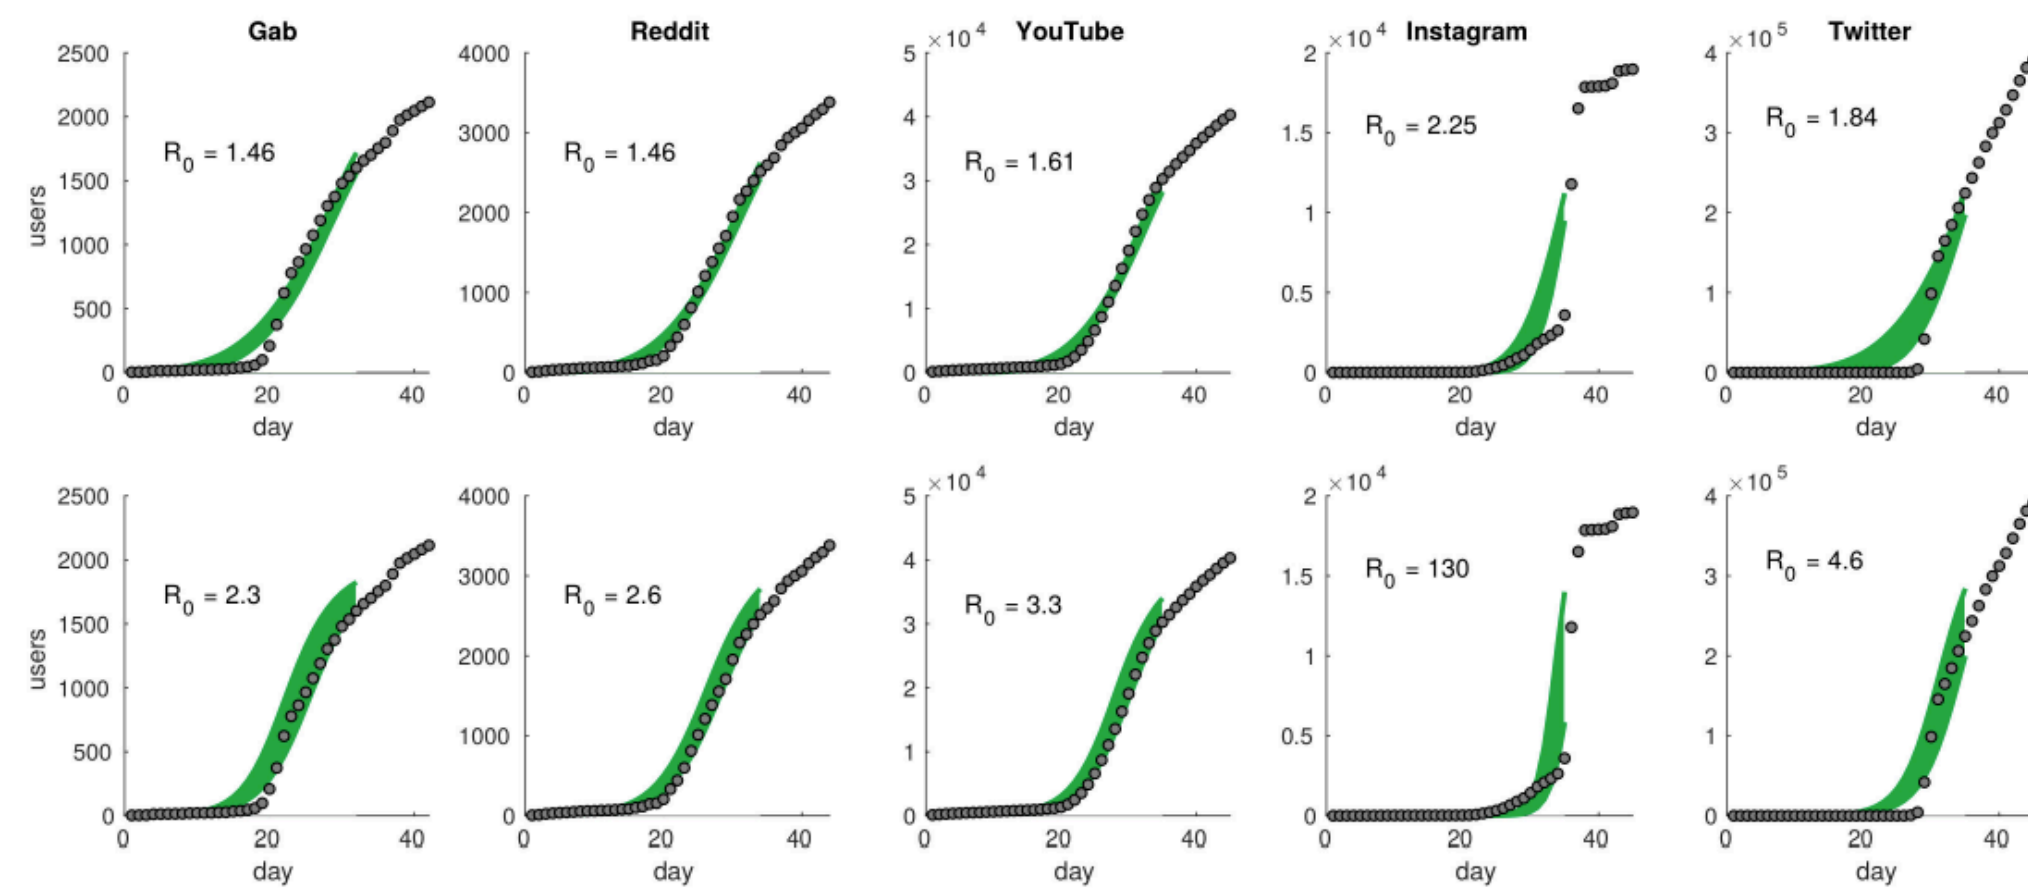 Gab
2500
2000
1500
1000
500
0
users
R0 = 1.46
0 20 40
day
Reddit
4000
3000
2000
1000
0
R0 = 1.46
0 20 40
day
YouTube
×10 4
5
4
3
2
1
0
R0 = 1.61
0 20 40
day
Instagram
×10 4
2
1.5
1
0.5
0
R0 = 2.25
0 20 40
day
Twitter
×10 5
4
3
2
1
0
R0 = 1.84
0 20 40
day
2500
2000
1500
1000
500
0
users
R0 = 2.3
0 20 40
day
4000
3000
2000
1000
0
R0 = 2.6
0 20 40
day
×10 4
5
4
3
2
1
0
R0 = 3.3
0 20 40
day
×10 4
2
1.5
1
0.5
0
R0 = 130
0 20 40
day
×10 5
4
3
2
1
0
R0 = 4.6
0 20 40
day